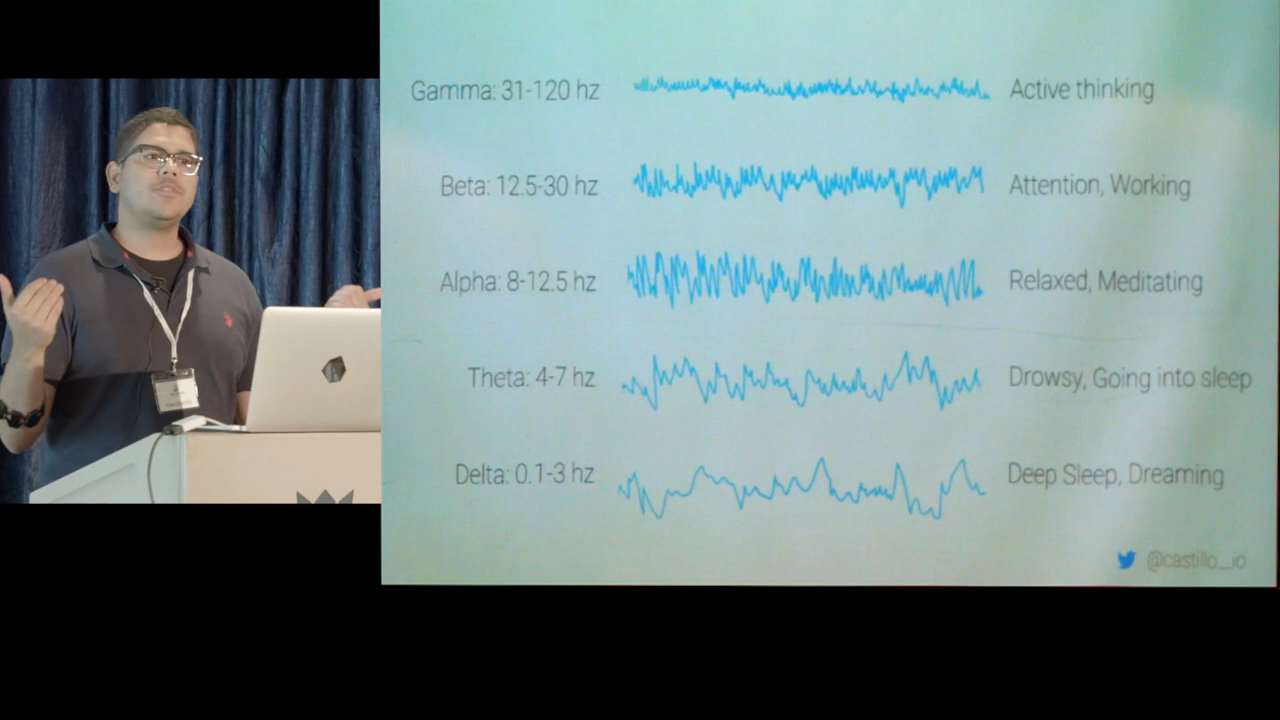 Gamma: 31-120 hz Active thinking
Beta: 12.5-30 hz Attention, Working
Alpha: 8-12.5 hz Relaxed, Meditating
Theta: 4-7 hz Drowsy, Going into sleep
Delta: 0.1-3 hz Deep Sleep, Dreaming
@castillo__io